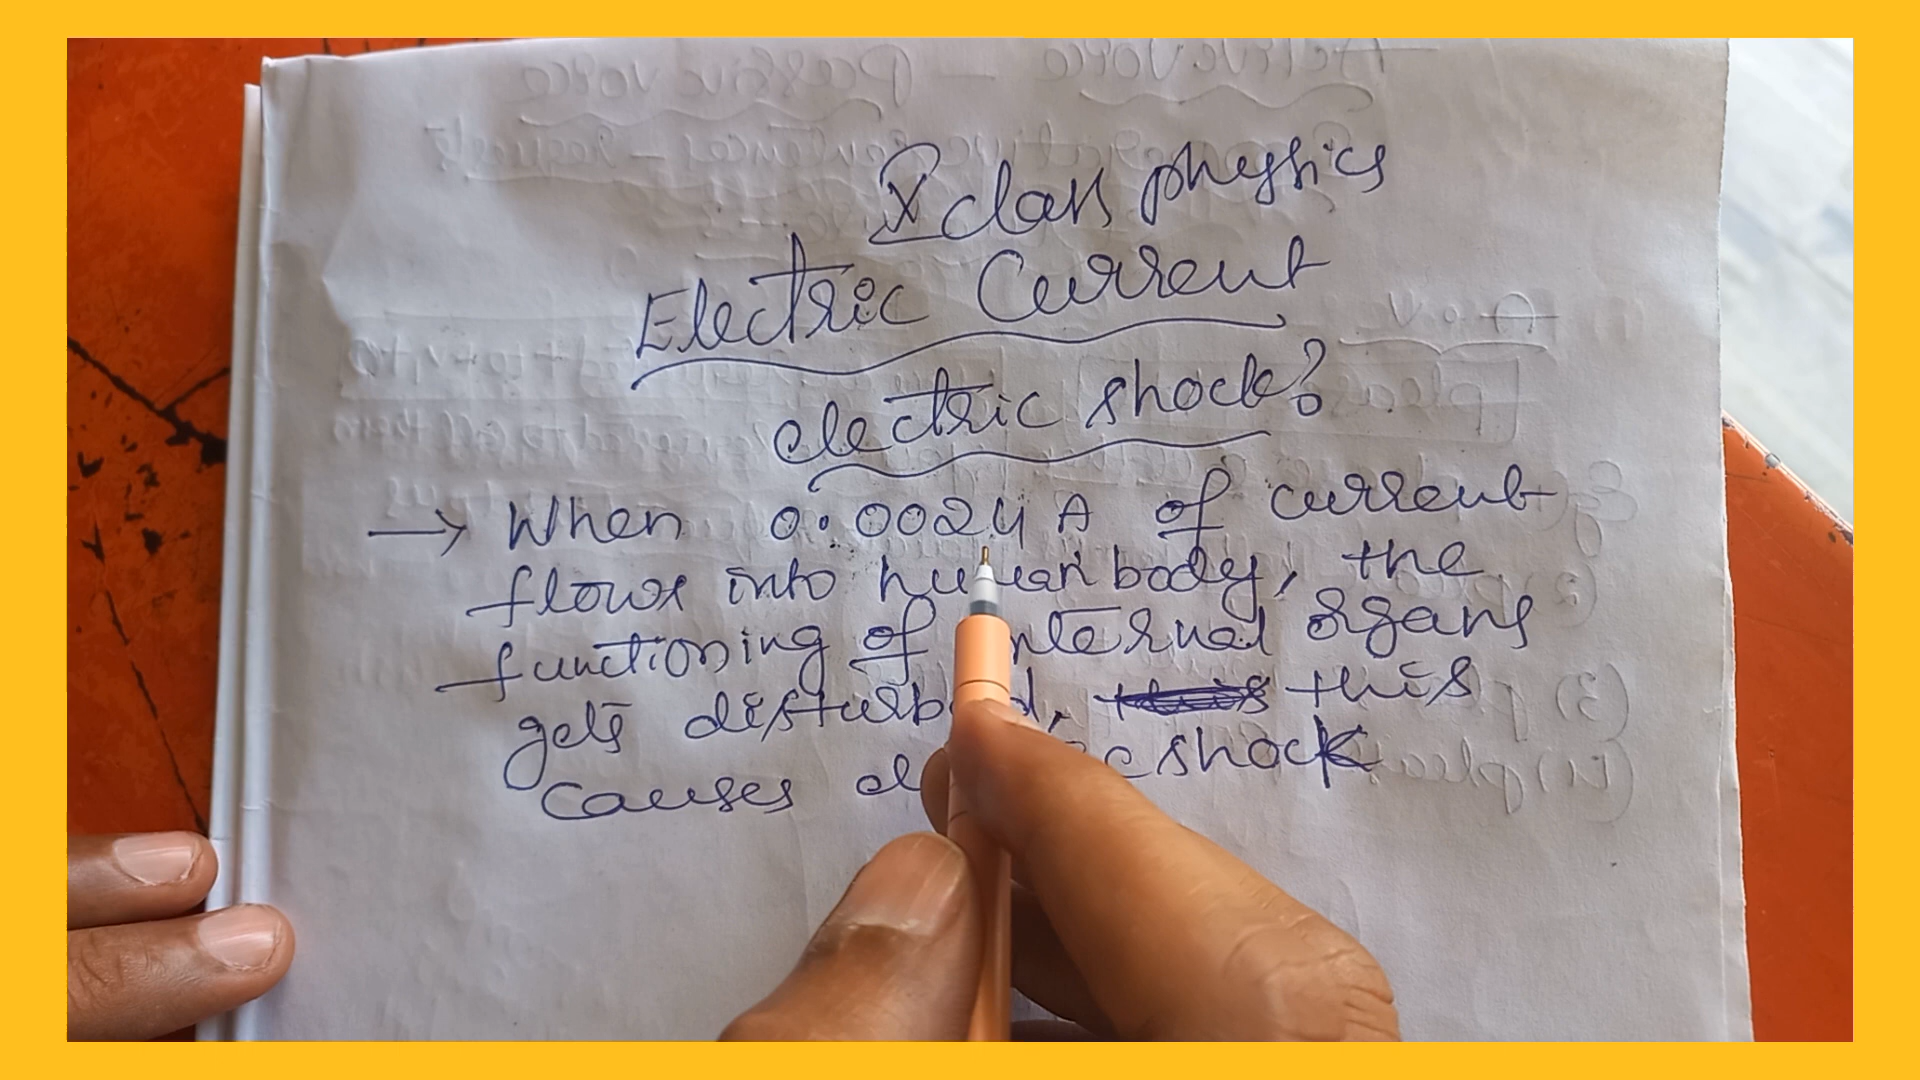 X class physics
Electric Current
electric shock?
→ When 0.0024 A of current
flows into human body, the
functioning of internal organs
gets disturbed, this this
causes shock